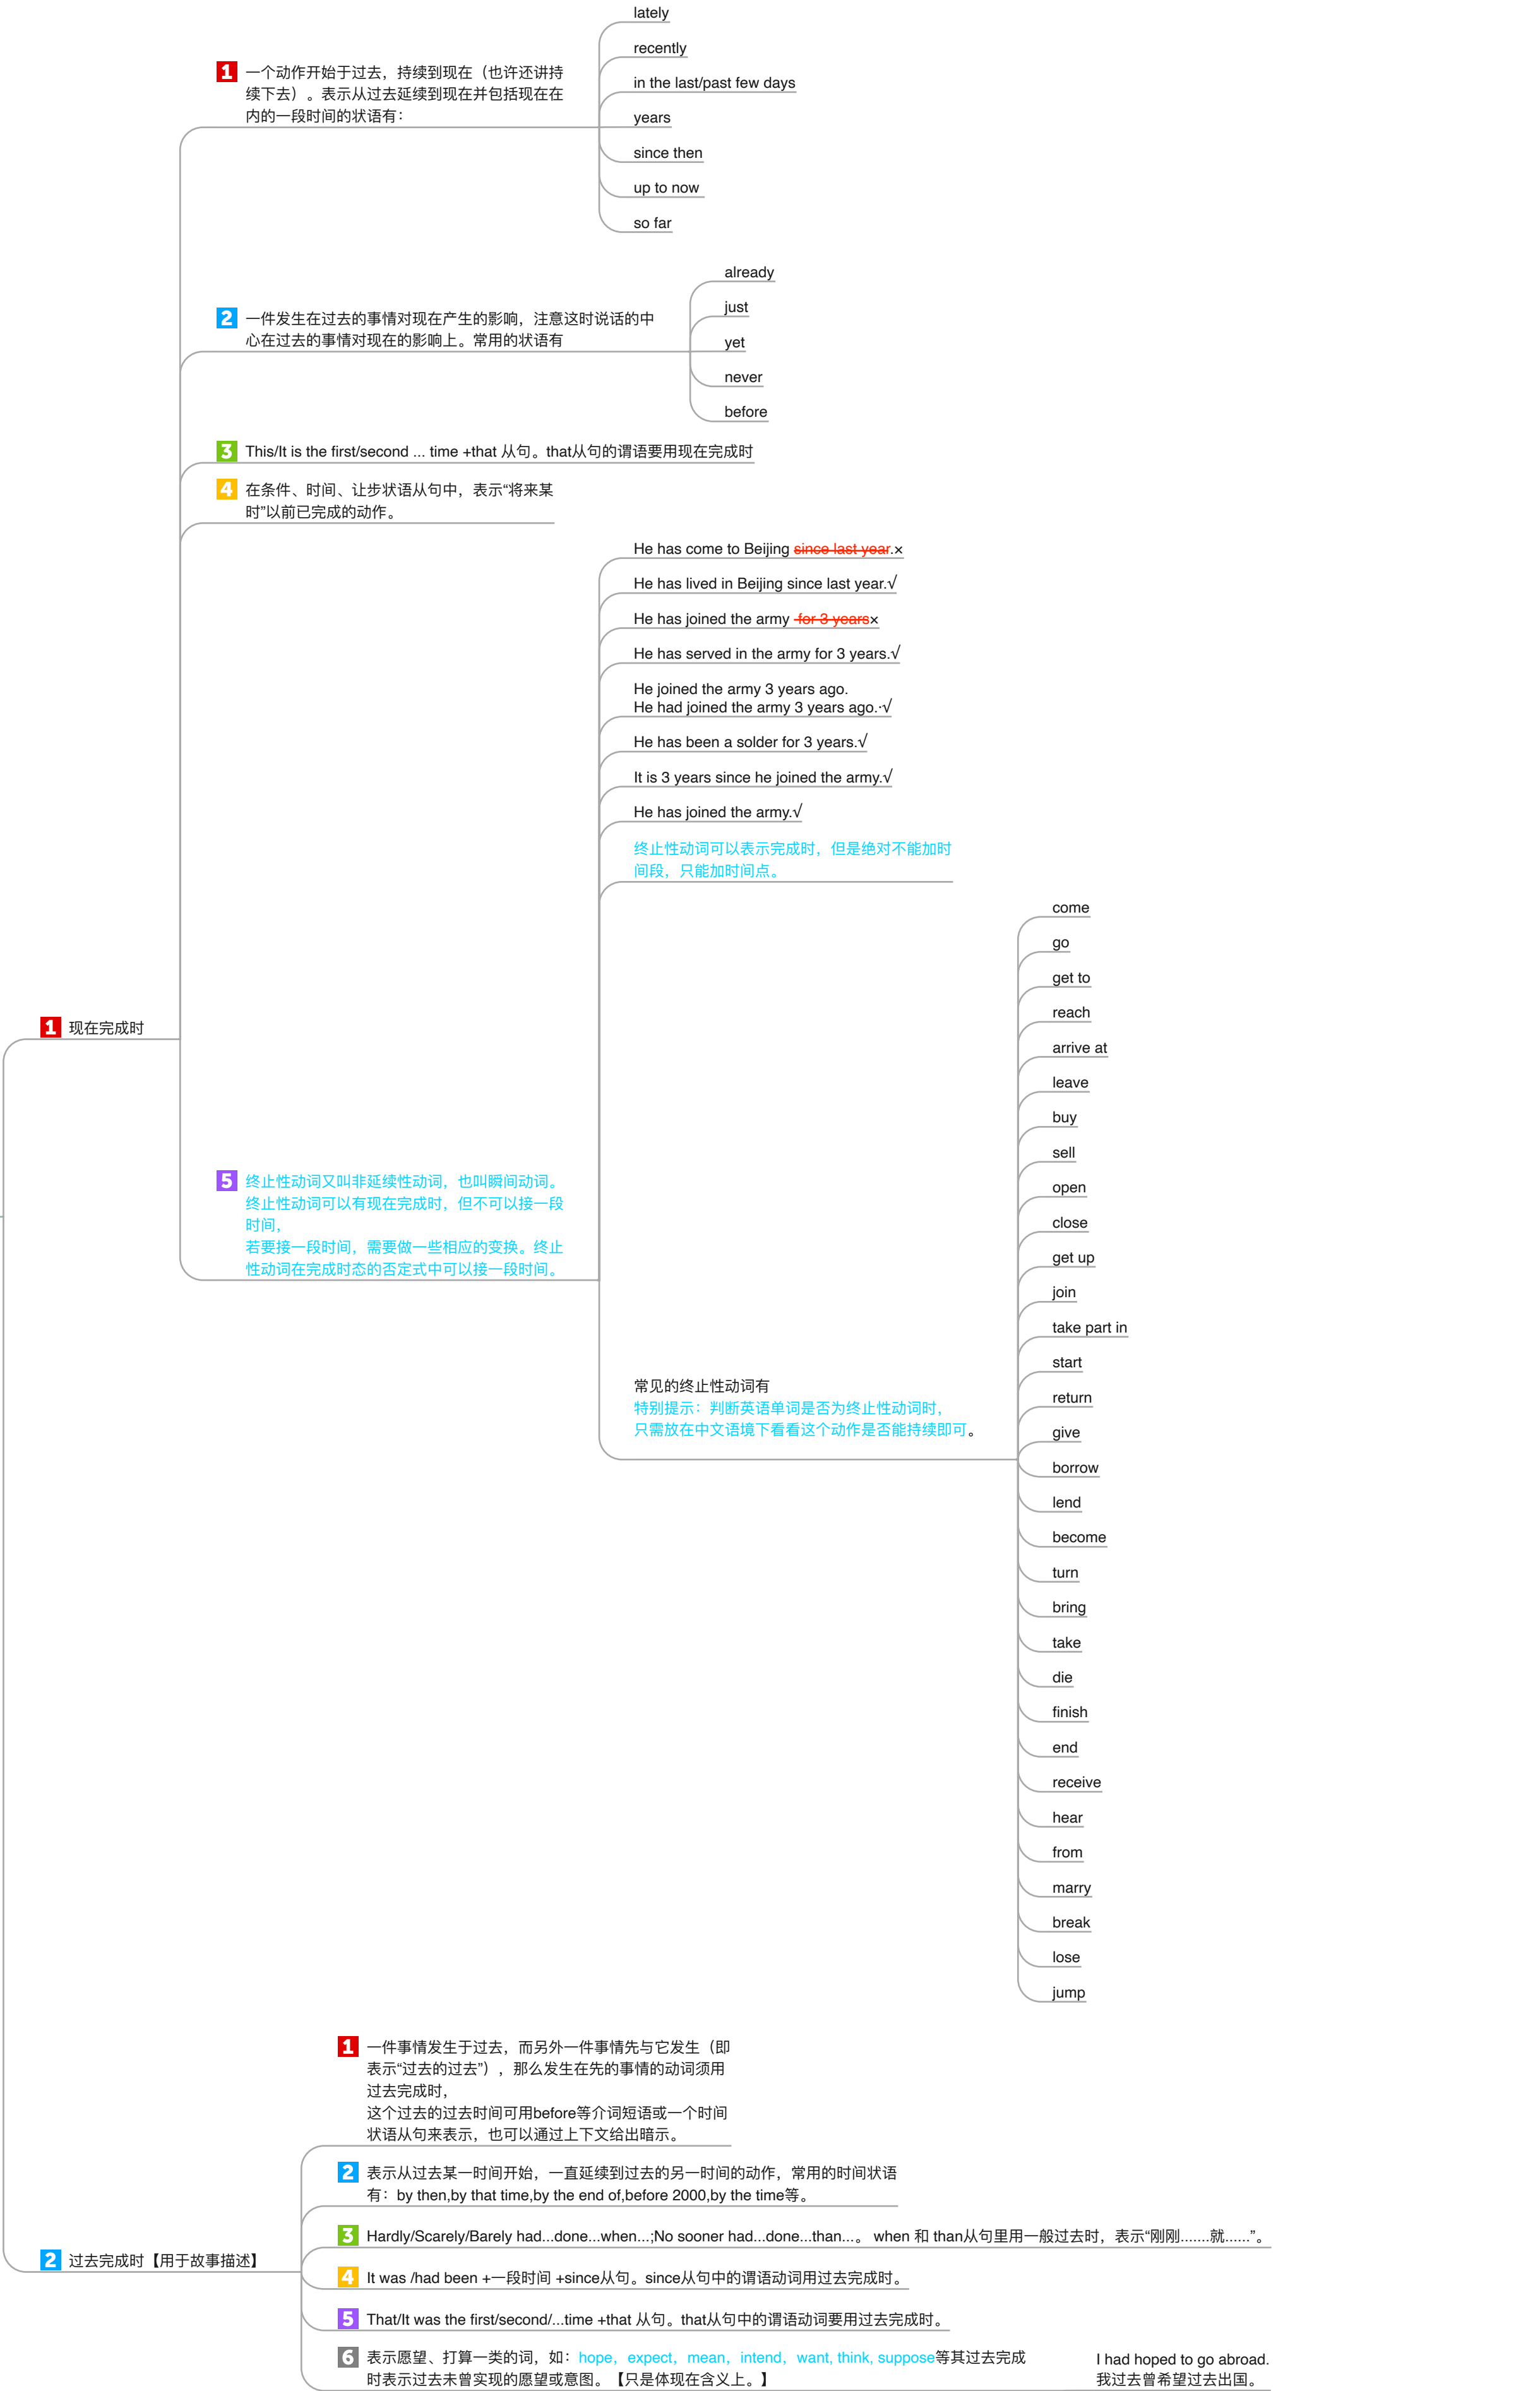 1 现在完成时
1 一个动作开始于过去，持续到现在（也许还讲持
续下去）。表示从过去延续到现在并包括现在在
内的一段时间的状语有：
lately
recently
in the last/past few days
years
since then
up to now
so far
2 一件发生在过去的事情对现在产生的影响，注意这时说话的中
心在过去的事情对现在的影响上。常用的状语有
already
just
yet
never
before
3 This/It is the first/second ... time +that 从句。that从句的谓语要用现在完成时
4 在条件、时间、让步状语从句中，表示“将来某
时”以前已完成的动作。
5 终止性动词又叫非延续性动词，也叫瞬间动词。
终止性动词可以有现在完成时，但不可以接一段
时间，
若要接一段时间，需要做一些相应的变换。终止
性动词在完成时态的否定式中可以接一段时间。
He has come to Beijing since last year.×
He has lived in Beijing since last year.√
He has joined the army for 3 years×
He has served in the army for 3 years.√
He joined the army 3 years ago.
He had joined the army 3 years ago.·√
He has been a solder for 3 years.√
It is 3 years since he joined the army.√
He has joined the army.√
终止性动词可以表示完成时，但是绝对不能加时
间段，只能加时间点。
常见的终止性动词有
特别提示：判断英语单词是否为终止性动词时，
只需放在中文语境下看看这个动作是否能持续即可。
come
go
get to
reach
arrive at
leave
buy
sell
open
close
get up
join
take part in
start
return
give
borrow
lend
become
turn
bring
take
die
finish
end
receive
hear
from
marry
break
lose
jump
2 过去完成时【用于故事描述】
1 一件事情发生于过去，而另外一件事情先与它发生（即
表示“过去的过去”），那么发生在先的事情的动词须用
过去完成时，
这个过去的过去时间可用before等介词短语或一个时间
状语从句来表示，也可以通过上下文给出暗示。
2 表示从过去某一时间开始，一直延续到过去的另一时间的动作，常用的时间状语
有：by then,by that time,by the end of,before 2000,by the time等。
3 Hardly/Scarely/Barely had...done...when...;No sooner had...done...than...。 when 和 than从句里用一般过去时，表示“刚刚.......就......”。
4 It was /had been +一段时间 +since从句。since从句中的谓语动词用过去完成时。
5 That/It was the first/second/...time +that 从句。that从句中的谓语动词要用过去完成时。
6 表示愿望、打算一类的词，如：hope，expect，mean，intend，want, think, suppose等其过去完成
时表示过去未曾实现的愿望或意图。【只是体现在含义上。】
I had hoped to go abroad.
我过去曾希望过去出国。